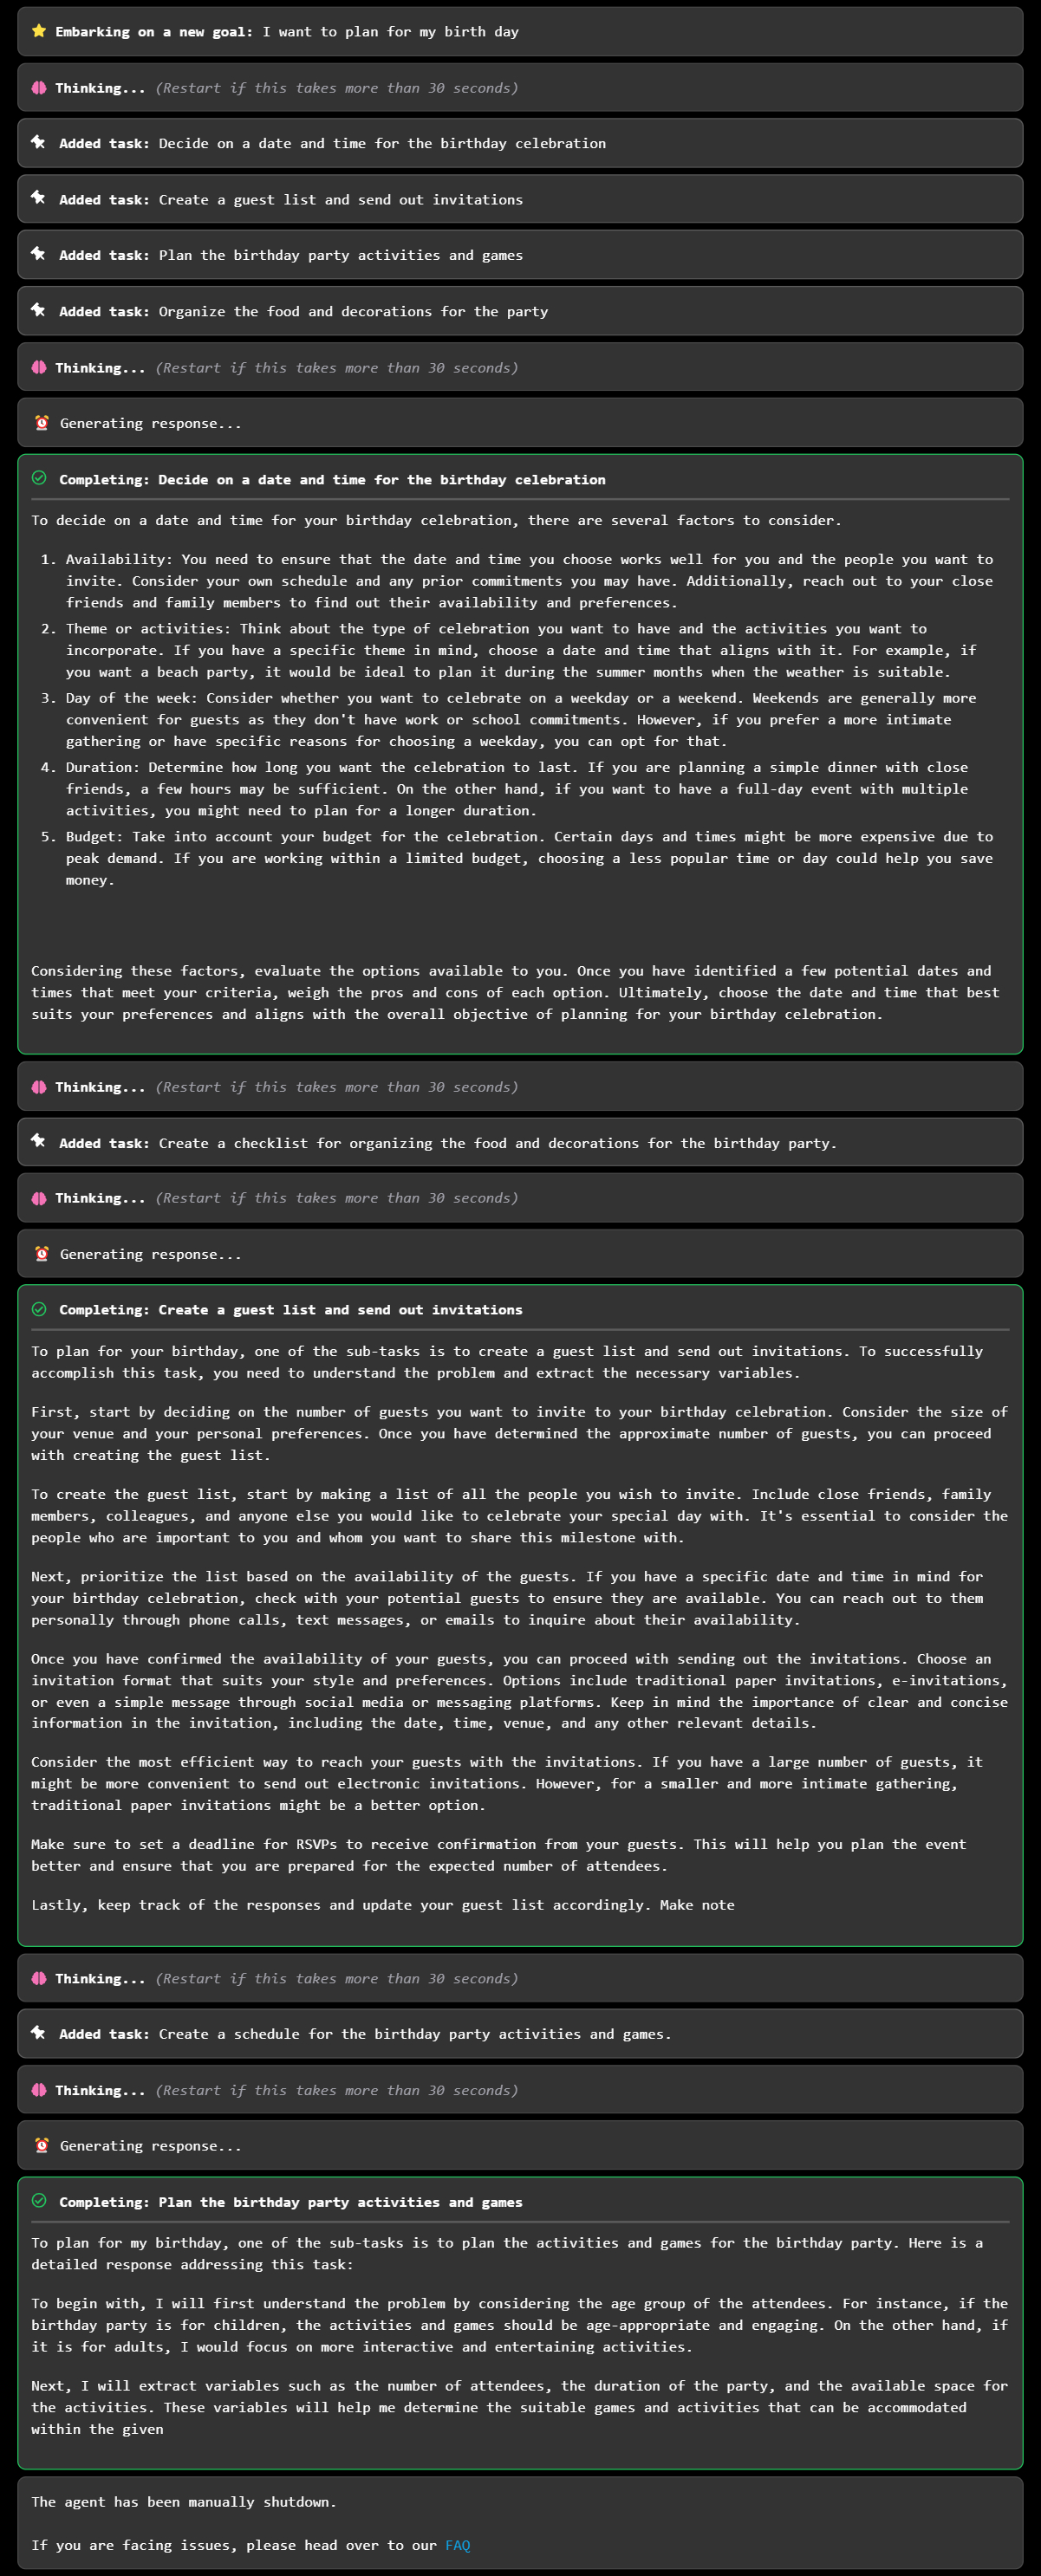 Embarking on a new goal: I want to plan for my birth day
Thinking... (Restart if this takes more than 30 seconds)
Added task: Decide on a date and time for the birthday celebration
Added task: Create a guest list and send out invitations
Added task: Plan the birthday party activities and games
Added task: Organize the food and decorations for the party
Thinking... (Restart if this takes more than 30 seconds)
Generating response...
Completing: Decide on a date and time for the birthday celebration
To decide on a date and time for your birthday celebration, there are several factors to consider.
1. Availability: You need to ensure that the date and time you choose works well for you and the people you want to
invite. Consider your own schedule and any prior commitments you may have. Additionally, reach out to your close
friends and family members to find out their availability and preferences.
2. Theme or activities: Think about the type of celebration you want to have and the activities you want to
incorporate. If you have a specific theme in mind, choose a date and time that aligns with it. For example, if
you want a beach party, it would be ideal to plan it during the summer months when the weather is suitable.
3. Day of the week: Consider whether you want to celebrate on a weekday or a weekend. Weekends are generally more
convenient for guests as they don't have work or school commitments. However, if you prefer a more intimate
gathering or have specific reasons for choosing a weekday, you can opt for that.
4. Duration: Determine how long you want the celebration to last. If you are planning a simple dinner with close
friends, a few hours may be sufficient. On the other hand, if you want to have a full-day event with multiple
activities, you might need to plan for a longer duration.
5. Budget: Take into account your budget for the celebration. Certain days and times might be more expensive due to
peak demand. If you are working within a limited budget, choosing a less popular time or day could help you save
money.
Considering these factors, evaluate the options available to you. Once you have identified a few potential dates and
times that meet your criteria, weigh the pros and cons of each option. Ultimately, choose the date and time that best
suits your preferences and aligns with the overall objective of planning for your birthday celebration.
Thinking... (Restart if this takes more than 30 seconds)
Added task: Create a checklist for organizing the food and decorations for the birthday party.
Thinking... (Restart if this takes more than 30 seconds)
Generating response...
Completing: Create a guest list and send out invitations
To plan for your birthday, one of the sub-tasks is to create a guest list and send out invitations. To successfully
accomplish this task, you need to understand the problem and extract the necessary variables.
First, start by deciding on the number of guests you want to invite to your birthday celebration. Consider the size of
your venue and your personal preferences. Once you have determined the approximate number of guests, you can proceed
with creating the guest list.
To create the guest list, start by making a list of all the people you wish to invite. Include close friends, family
members, colleagues, and anyone else you would like to celebrate your special day with. It's essential to consider the
people who are important to you and whom you want to share this milestone with.
Next, prioritize the list based on the availability of the guests. If you have a specific date and time in mind for
your birthday celebration, check with your potential guests to ensure they are available. You can reach out to them
personally through phone calls, text messages, or emails to inquire about their availability.
Once you have confirmed the availability of your guests, you can proceed with sending out the invitations. Choose an
invitation format that suits your style and preferences. Options include traditional paper invitations, e-invitations,
or even a simple message through social media or messaging platforms. Keep in mind the importance of clear and concise
information in the invitation, including the date, time, venue, and any other relevant details.
Consider the most efficient way to reach your guests with the invitations. If you have a large number of guests, it
might be more convenient to send out electronic invitations. However, for a smaller and more intimate gathering,
traditional paper invitations might be a better option.
Make sure to set a deadline for RSVPs to receive confirmation from your guests. This will help you plan the event
better and ensure that you are prepared for the expected number of attendees.
Lastly, keep track of the responses and update your guest list accordingly. Make note
Thinking... (Restart if this takes more than 30 seconds)
Added task: Create a schedule for the birthday party activities and games.
Thinking... (Restart if this takes more than 30 seconds)
Generating response...
Completing: Plan the birthday party activities and games
To plan for my birthday, one of the sub-tasks is to plan the activities and games for the birthday party. Here is a
detailed response addressing this task:
To begin with, I will first understand the problem by considering the age group of the attendees. For instance, if the
birthday party is for children, the activities and games should be age-appropriate and engaging. On the other hand, if
it is for adults, I would focus on more interactive and entertaining activities.
Next, I will extract variables such as the number of attendees, the duration of the party, and the available space for
the activities. These variables will help me determine the suitable games and activities that can be accommodated
within the given
The agent has been manually shutdown.
If you are facing issues, please head over to our FAQ